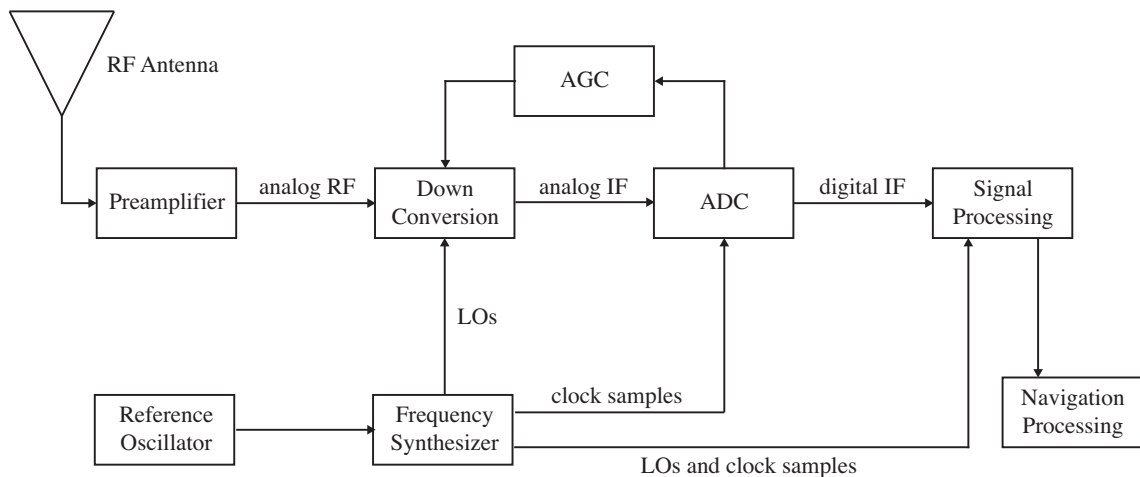 RF Antenna
AGC
Preamplifier
analog RF
Down
Conversion
analog IF
ADC
digital IF
Signal
Processing
LOs
Reference
Oscillator
Frequency
Synthesizer
clock samples
LOs and clock samples
Navigation
Processing